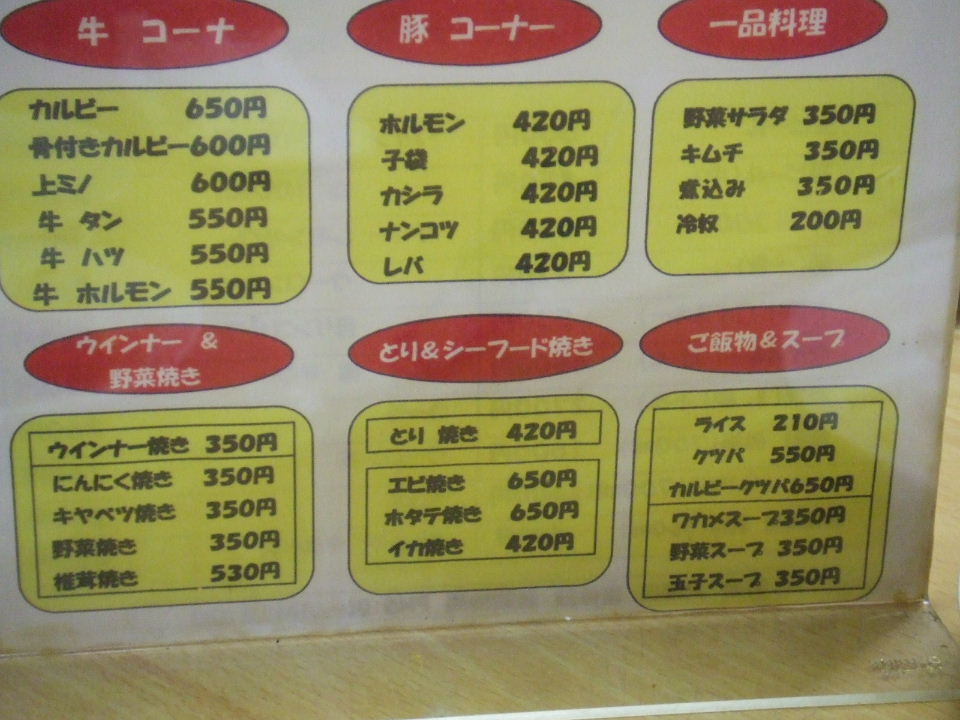 牛 コーナ
カルビー 650円
骨付きカルビー600円
上ミノ 600円
牛 タン 550円
牛 ハツ 550円
牛 ホルモン 550円
豚 コーナー
ホルモン 420円
子袋 420円
カシラ 420円
ナンコツ 420円
レバ 420円
一品料理
野菜サラダ 350円
キムチ 350円
煮込み 350円
冷奴 200円
ウインナー &
野菜焼き
ウインナー焼き 350円
にんにく焼き 350円
キャベツ焼き 350円
野菜焼き 350円
椎茸焼き 530円
とり&シーフード焼き
とり 焼き 420円
エビ焼き 650円
ホタテ焼き 650円
イカ焼き 420円
ご飯物&スープ
ライス 210円
クッパ 550円
カルビークッパ650円
ワカメスープ350円
野菜スープ 350円
玉子スープ 350円